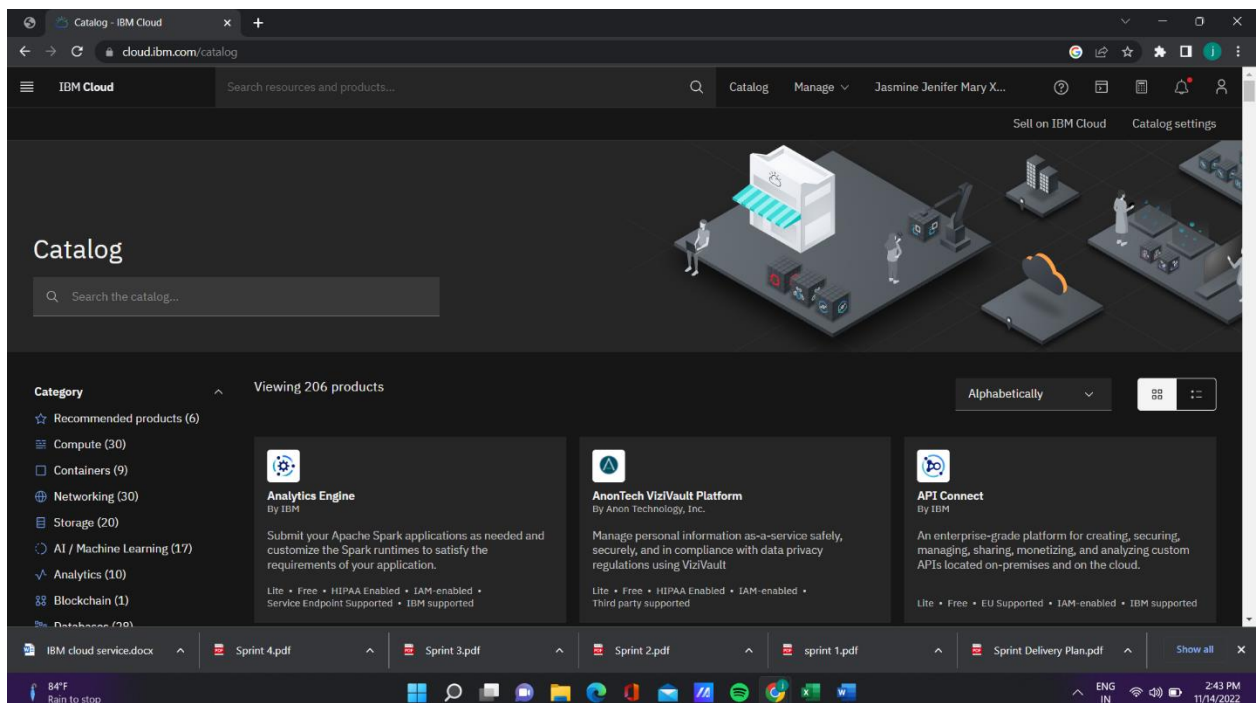 Catalog - IBM Cloud
cloud.ibm.com/catalog
j
IBM Cloud
Search resources and products...
Catalog
Manage
Jasmine Jenifer Mary X...
Sell on IBM Cloud
Catalog settings
Catalog
Search the catalog...
Category
Recommended products (6)
Compute (30)
Containers (9)
Networking (30)
Storage (20)
AI / Machine Learning (17)
Analytics (10)
Blockchain (1)
Databases (28)
Viewing 206 products
Alphabetically
Analytics Engine
By IBM
Submit your Apache Spark applications as needed and
customize the Spark runtimes to satisfy the
requirements of your application.
Lite • Free • HIPAA Enabled • IAM-enabled •
Service Endpoint Supported • IBM supported
AnonTech ViziVault Platform
By Anon Technology, Inc.
Manage personal information as-a-
service safely,
securely, and in compliance with data privacy
regulations using ViziVault
Lite • Free • HIPAA Enabled • IAM-enabled •
Third party supported
API Connect
By IBM
An enterprise-grade platform for creating, securing,
managing, sharing, monetizing, and analyzing custom
APIs located on-premises and on the cloud.
Lite • Free • EU Supported • IAM-enabled • IBM supported
IBM cloud service.docx
Sprint 4.pdf
Sprint 3.pdf
Sprint 2.pdf
sprint 1.pdf
Sprint Delivery Plan.pdf
Show all
84°F
Rain to stop
ENG
IN
2:43 PM
11/14/2022